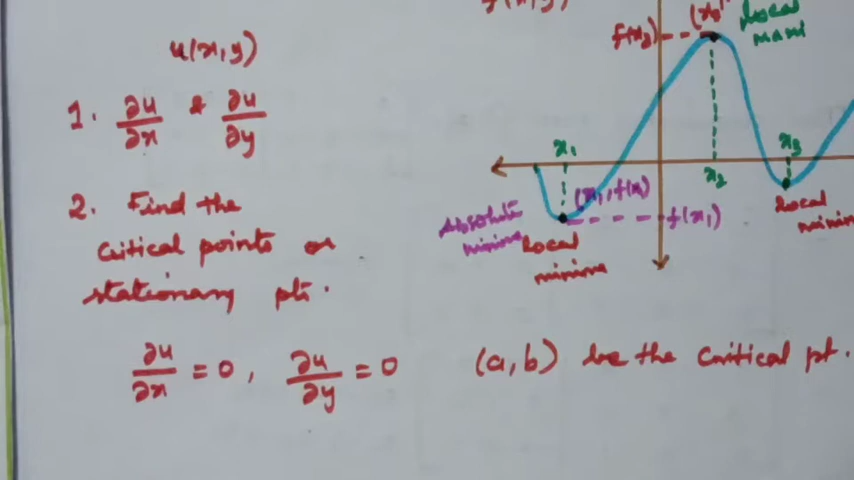 u(x,y)
1. ∂u/∂x & ∂u/∂y
2. Find the
critical points or
stationary pts.
∂u/∂x = 0, ∂u/∂y = 0
f(x2)
local
maxi
x1
x2
x3
(x1, f(x1)
f(x1)
Absolute
minima
Local
minima
Local
minim
(a,b) be the critical pt.